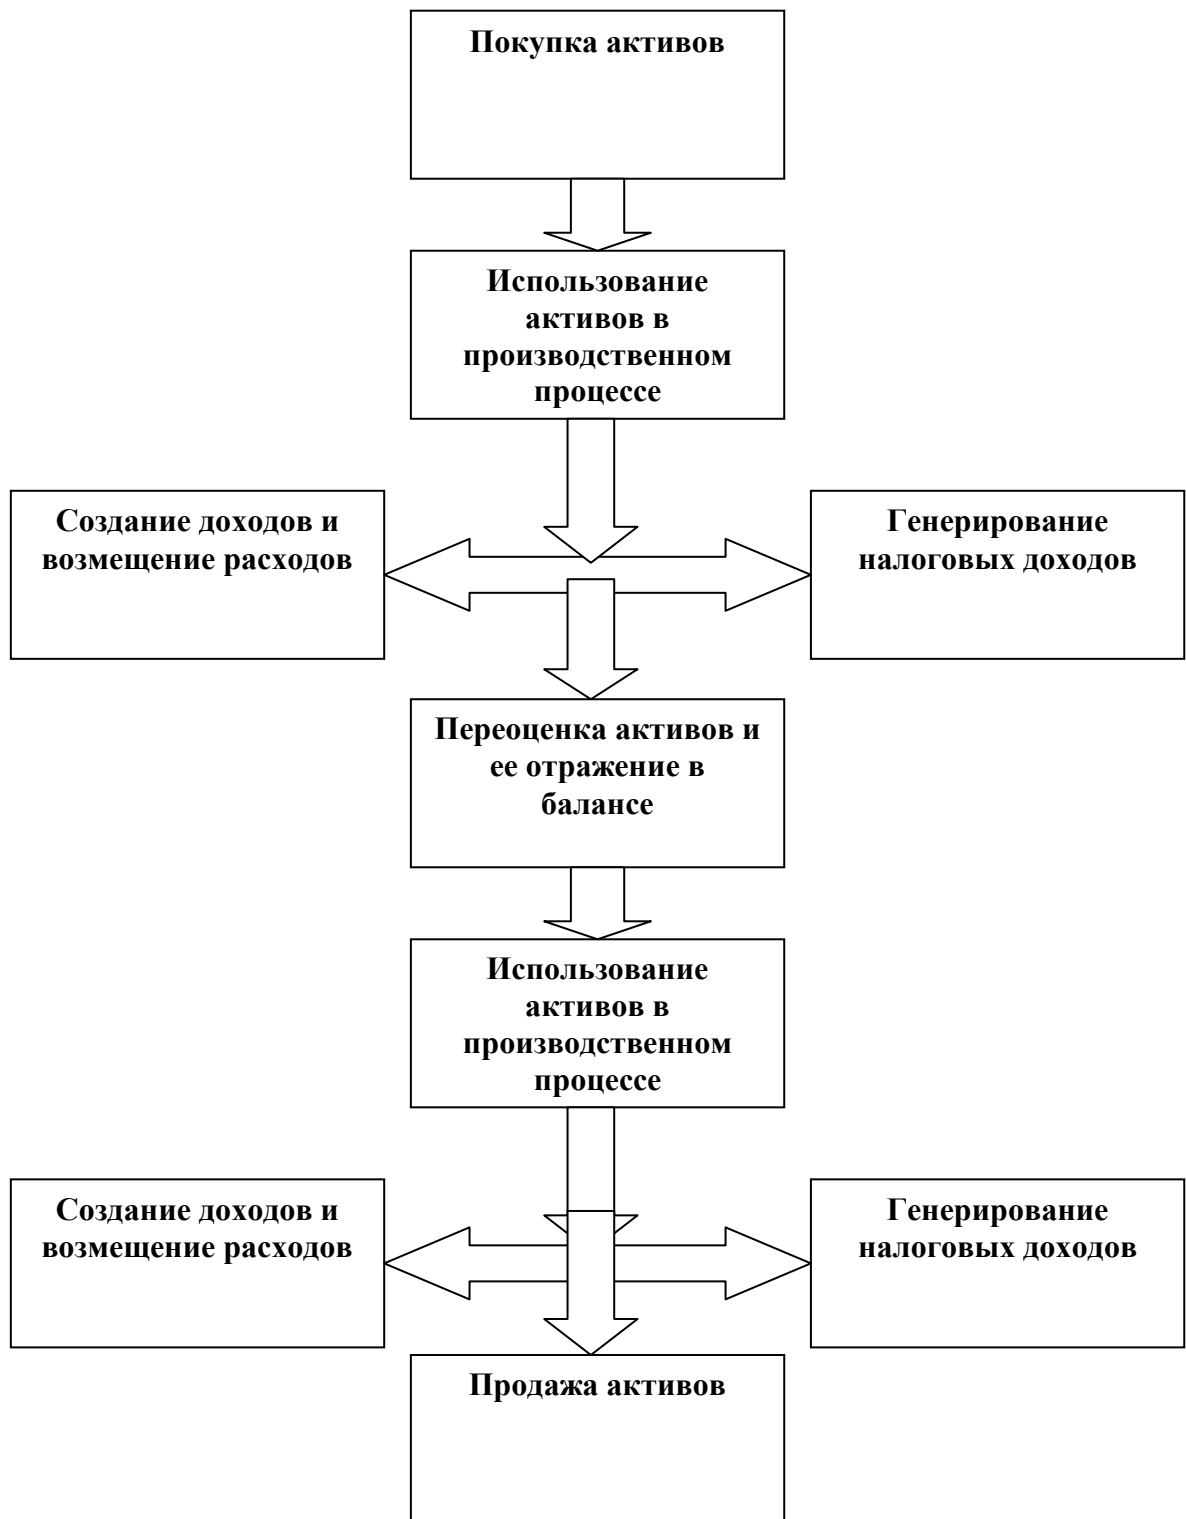 Покупка активов
Использование
активов в
производственном
процессе
Создание доходов и
возмещение расходов
Генерирование
налоговых доходов
Переоценка активов и
ее отражение в
балансе
Использование
активов в
производственном
процессе
Создание доходов и
возмещение расходов
Генерирование
налоговых доходов
Продажа активов